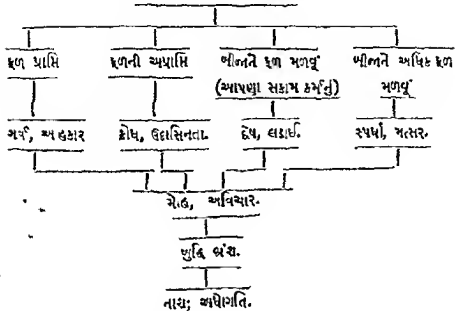 ફળ પ્રાપ્તિ
ફળની અપ્રાપ્તિ
બીજાને ફળ મળવૂં
(આપણા સકામ કર્મનું)
બીજાને અધિક ફળ
મળવૂં
ગર્વ, અહંકાર
ક્રોધ, ઉદાસિનતા.
દ્વેષ, લડાઈ.
સ્પર્ધા, મત્સર.
મોહ, અવિચાર.
બુદ્ધિ ભ્રંશ.
નાશ; અધોગતિ.